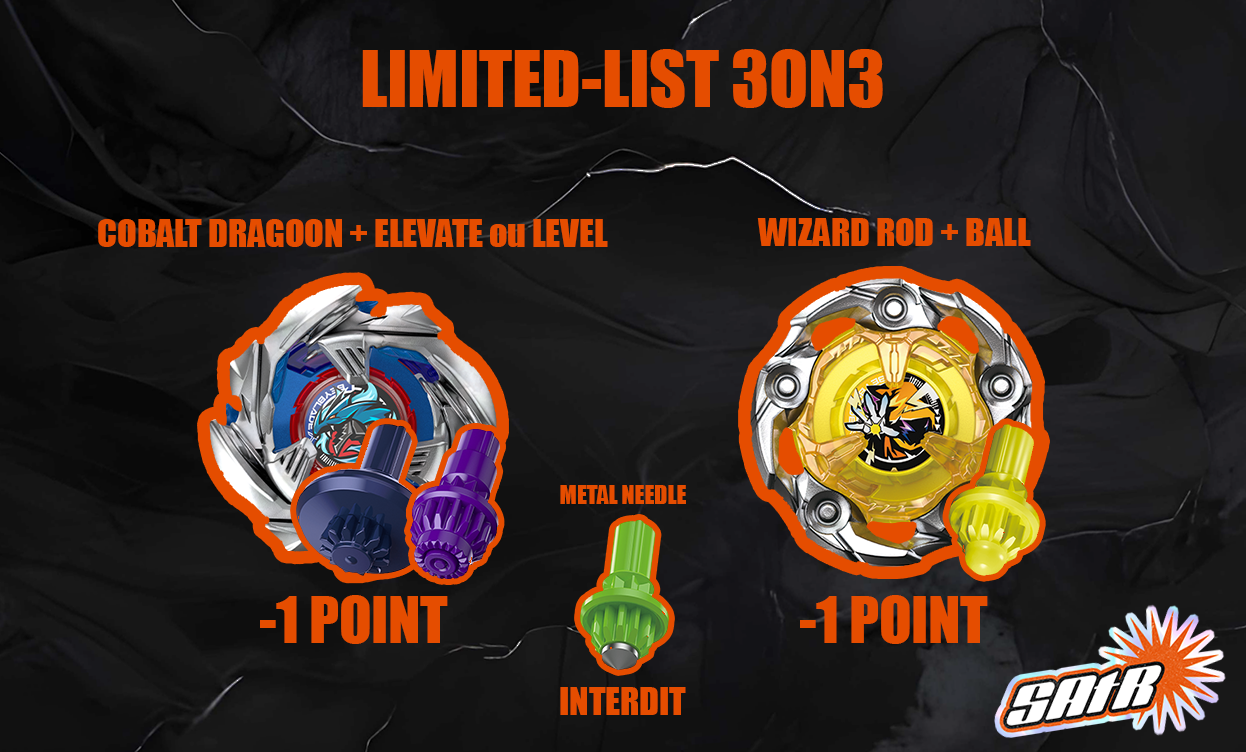 LIMITED-LIST 3ON3
COBALT DRAGOON + ELEVATE ou LEVEL
WIZARD ROD + BALL
METAL NEEDLE
-1 POINT
-1 POINT
INTERDIT
SAtR